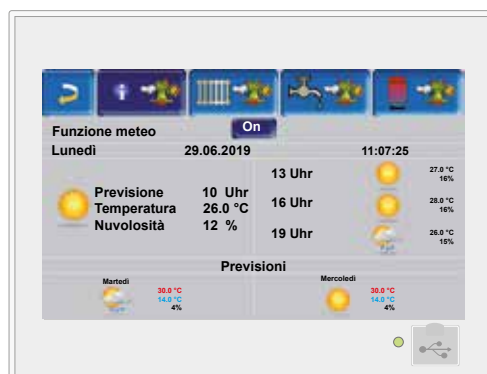 i
Funzione meteo On
Lunedì 29.06.2019 11:07:25
Previsione 10 Uhr
Temperatura 26.0 °C
Nuvolosità 12 %
13 Uhr 27.0 °C
16%
16 Uhr 28.0 °C
16%
19 Uhr 26.0 °C
15%
Previsioni
Martedì
30.0 °C
14.0 °C
4%
Mercoledì
30.0 °C
14.0 °C
4%